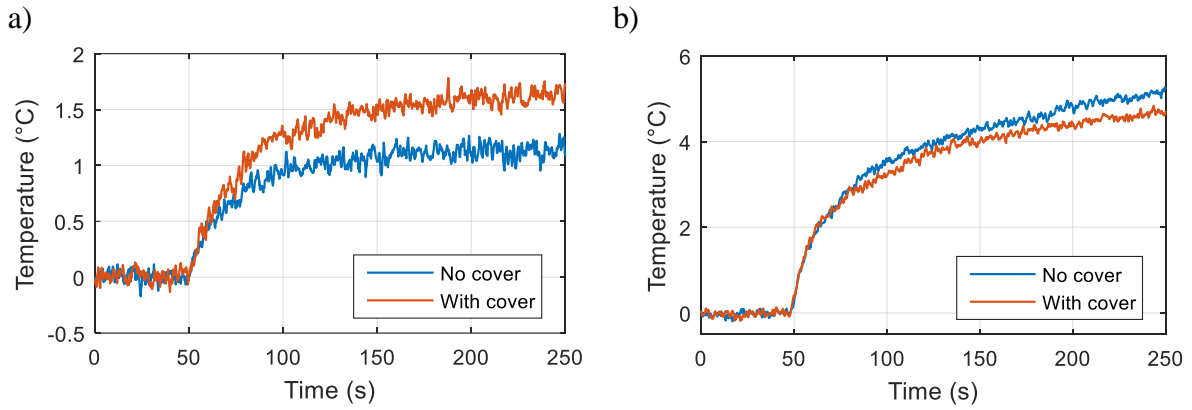 a)
2
1.5
1
0.5
0
-0.5
0 50 100 150 200 250
Temperature (°C)
Time (s)
No cover
With cover
b)
6
4
2
0
0 50 100 150 200 250
Temperature (°C)
Time (s)
No cover
With cover